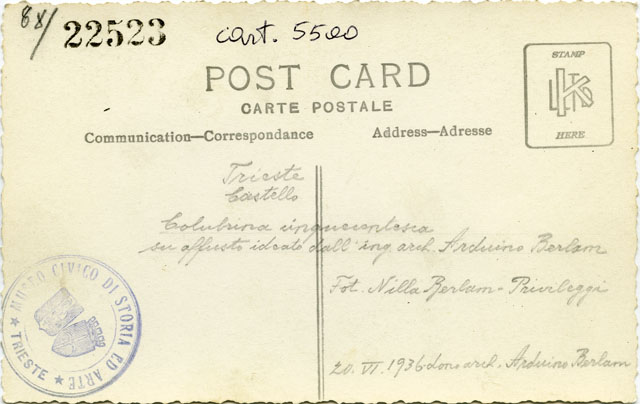 8x/ 22523 cart. 5500
POST CARD
CARTE POSTALE
STAMP
HERE
Communication—Correspondance Address—Adresse
Trieste
Castello
Colubrina cinquecentesca
su affusto ideato dall'ing. arch. Arduino Berlam
Fot. Nilla Berlam - Privileggi
20. VI. 1936 dono arch. Arduino Berlam
MUSEO CIVICO DI STORIA ED ARTE
★ TRIESTE ★